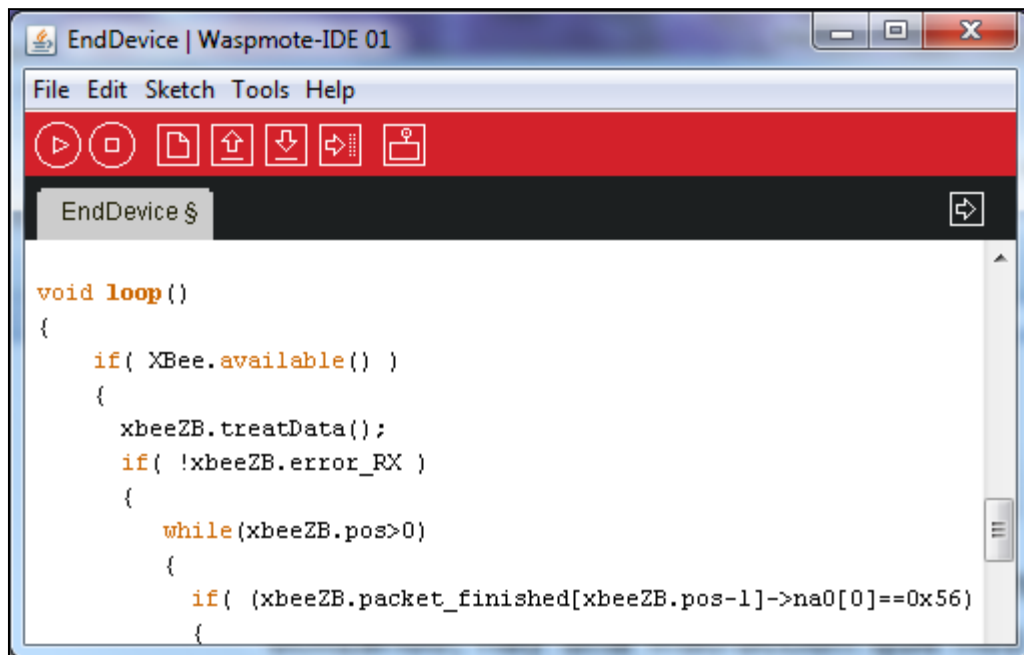 EndDevice | Waspmote-IDE 01
File Edit Sketch Tools Help
EndDevice §
void loop()
{
if( XBee.available() )
{
xbeeZB.treatData();
if( !xbeeZB.error_RX )
{
while(xbeeZB.pos>0)
{
if( (xbeeZB.packet_finished[xbeeZB.pos-1]->na0[0]==0x56)
{